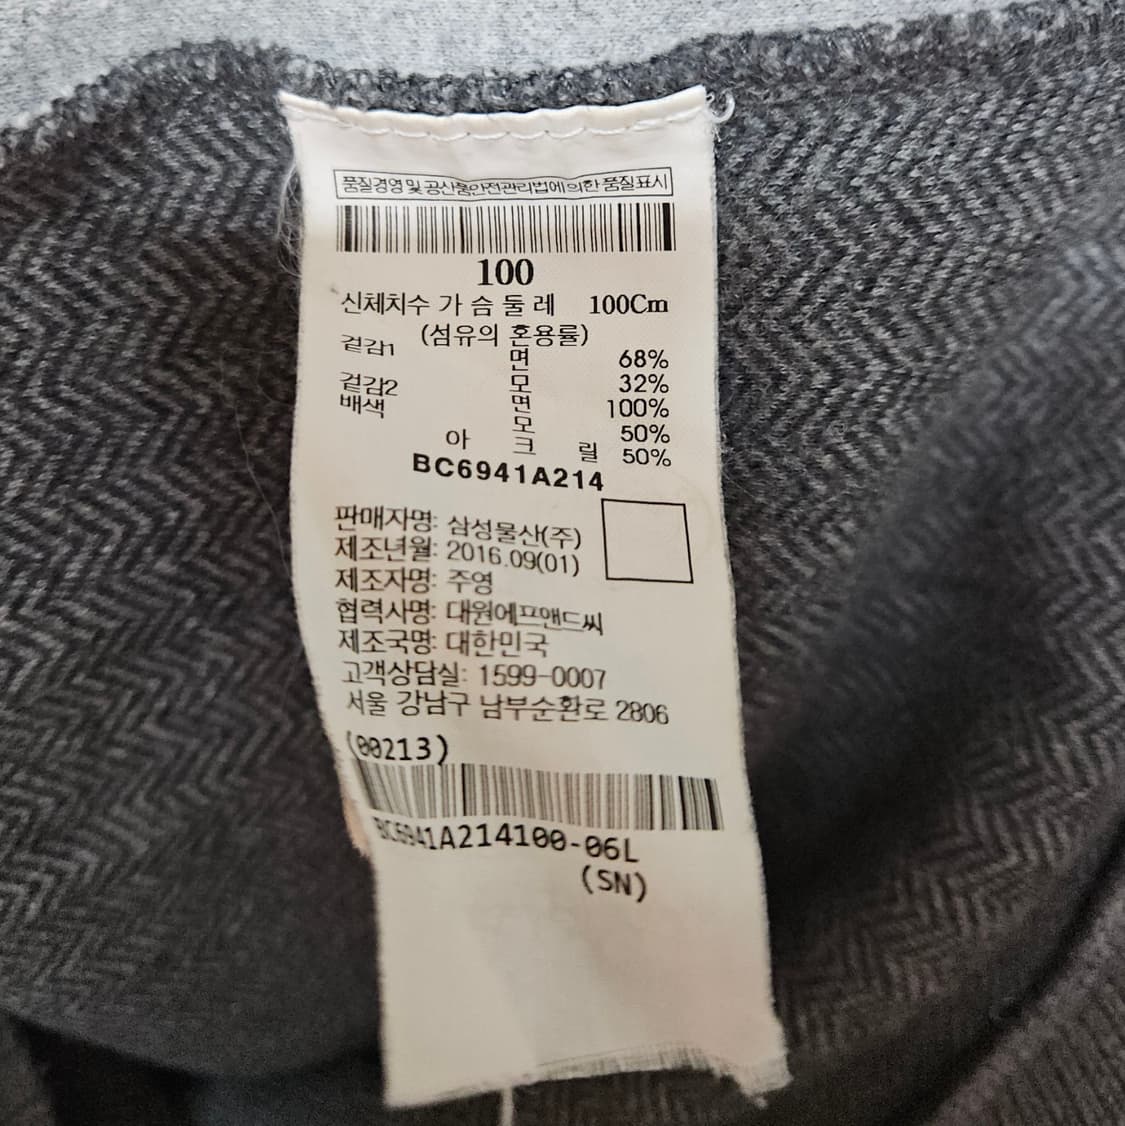 품질경영 및 공산품안전관리법에 의한 품질표시
100
신체치수 가 슴 둘 레 100Cm
(섬유의 혼용률)
겉감1 면 68%
모 32%
겉감2 면 100%
배색 모 50%
아 크 릴 50%
BC6941A214
판매자명: 삼성물산(주)
제조년월: 2016.09(01)
제조자명: 주영
협력사명: 대원에프앤드씨
제조국명: 대한민국
고객상담실: 1599-0007
서울 강남구 남부순환로 2806
(00213)
BC6941A214100-06L
(SN)